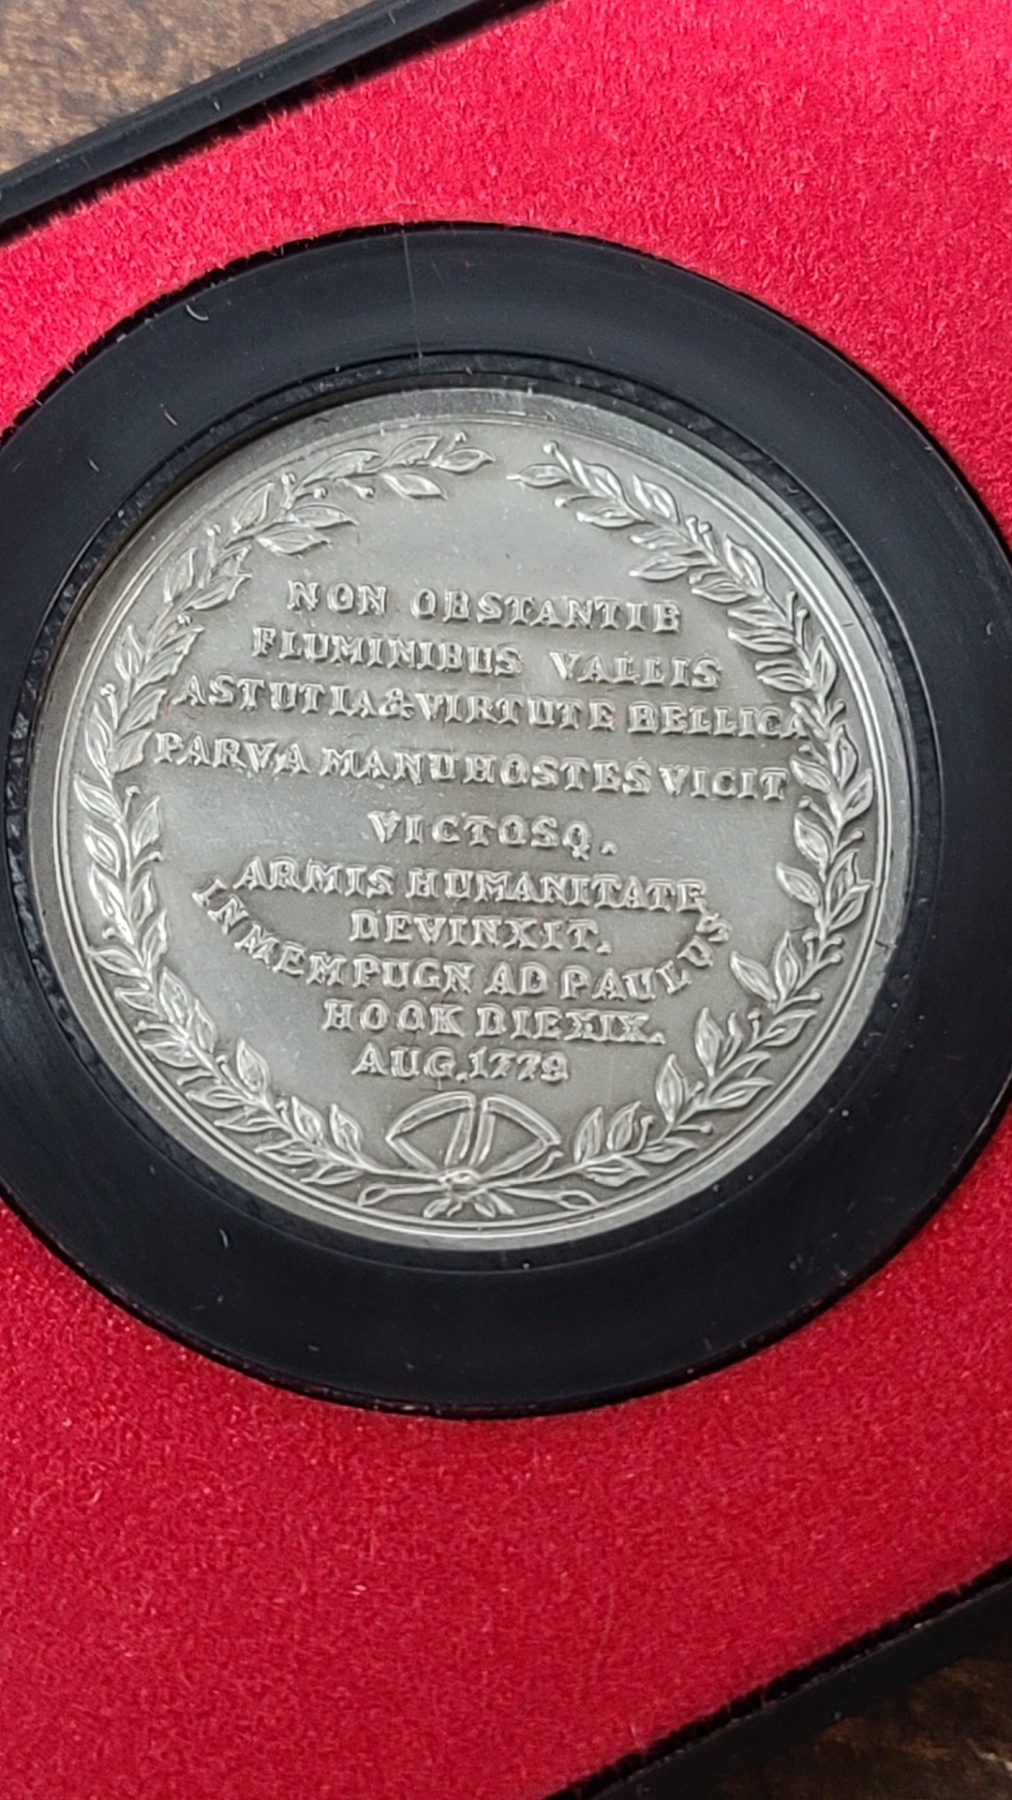 NON OBSTANTIB
FLUMINIBUS VALLIS
ASTUTIA&VIRTUTE BELLICA
PARVA MANU HOSTES VICIT
VICTOSQ.
ARMIS HUMANITATE
DEVINXIT.
IN MEM PUGN AD PAULUS
HOOK DIE XIX.
AUG. 1779